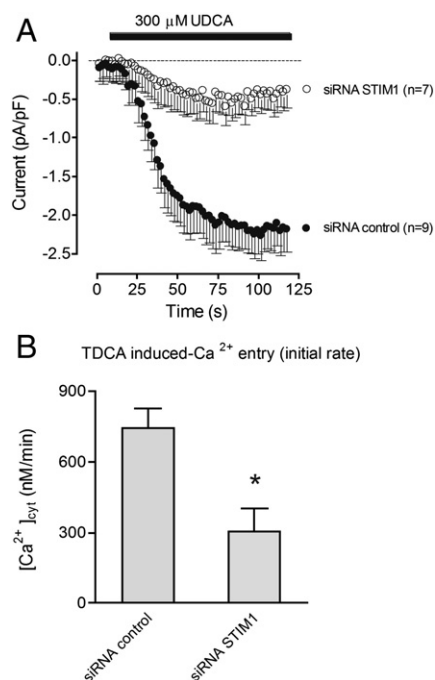 A
300 μM UDCA
0.0
-0.5
-1.0
-1.5
-2.0
-2.5
Current (pA/pF)
siRNA STIM1 (n=7)
siRNA control (n=9)
0 25 50 75 100 125
Time (s)
B
TDCA induced-Ca 2+ entry (initial rate)
900
600
300
0
[Ca2+ ]cyt (nM/min)
*
siRNA control
siRNA STIM1